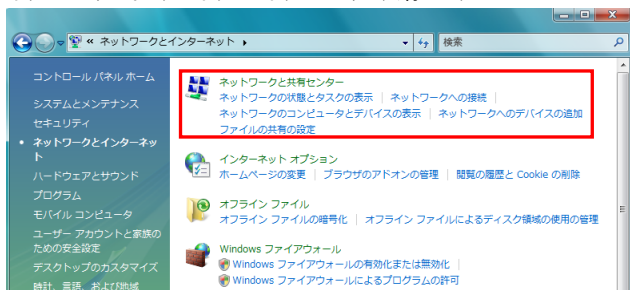 « ネットワークとインターネット
検索
コントロール パネル ホーム
システムとメンテナンス
セキュリティ
• ネットワークとインターネッ
ト
ハードウェアとサウンド
プログラム
モバイル コンピュータ
ユーザー アカウントと家族の
ための安全設定
デスクトップのカスタマイズ
時計、言語、および地域
ネットワークと共有センター
ネットワークの状態とタスクの表示 | ネットワークへの接続 |
ネットワークのコンピュータとデバイスの表示 | ネットワークへのデバイスの追加
ファイルの共有の設定
インターネット オプション
ホームページの変更 | ブラウザのアドオンの管理 | 閲覧の履歴と Cookie の削除
オフライン ファイル
オフライン ファイルの暗号化 | オフライン ファイルによるディスク領域の使用の管理
Windows ファイアウォール
Windows ファイアウォールの有効化または無効化 |
Windows ファイアウォールによるプログラムの許可